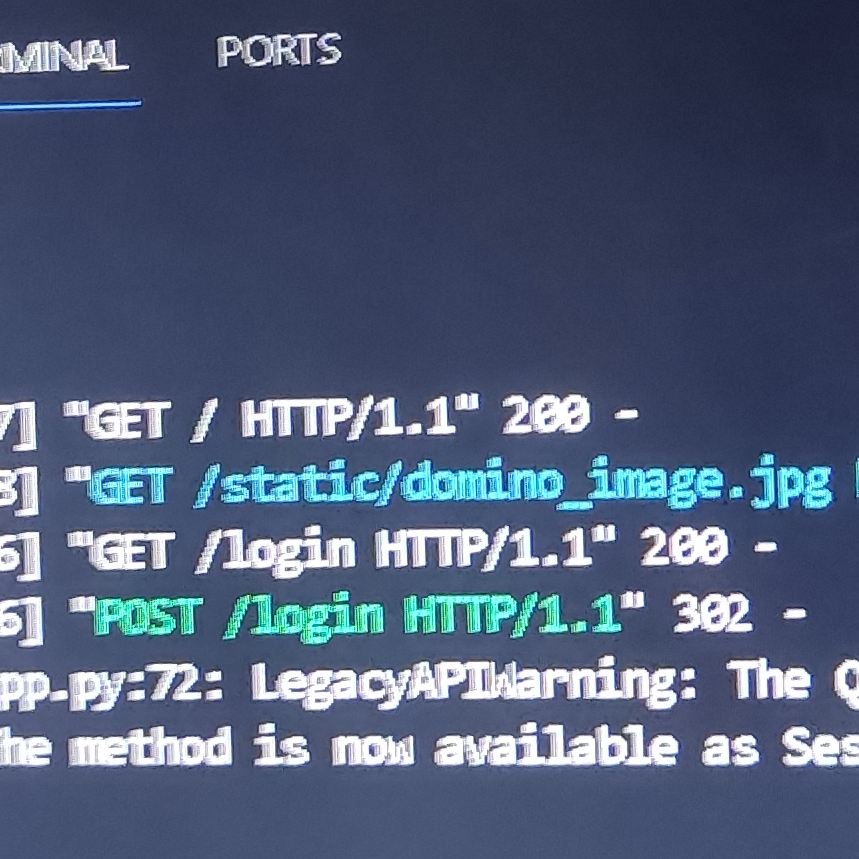 RMINAL PORTS
7] "GET / HTTP/1.1" 200 -
3] "GET /static/domino_image.jpg
6] "GET /login HTTP/1.1" 200 -
6] "POST /login HTTP/1.1" 302 -
pp.py:72: LegacyAPIWarning: The Q
he method is now available as Ses